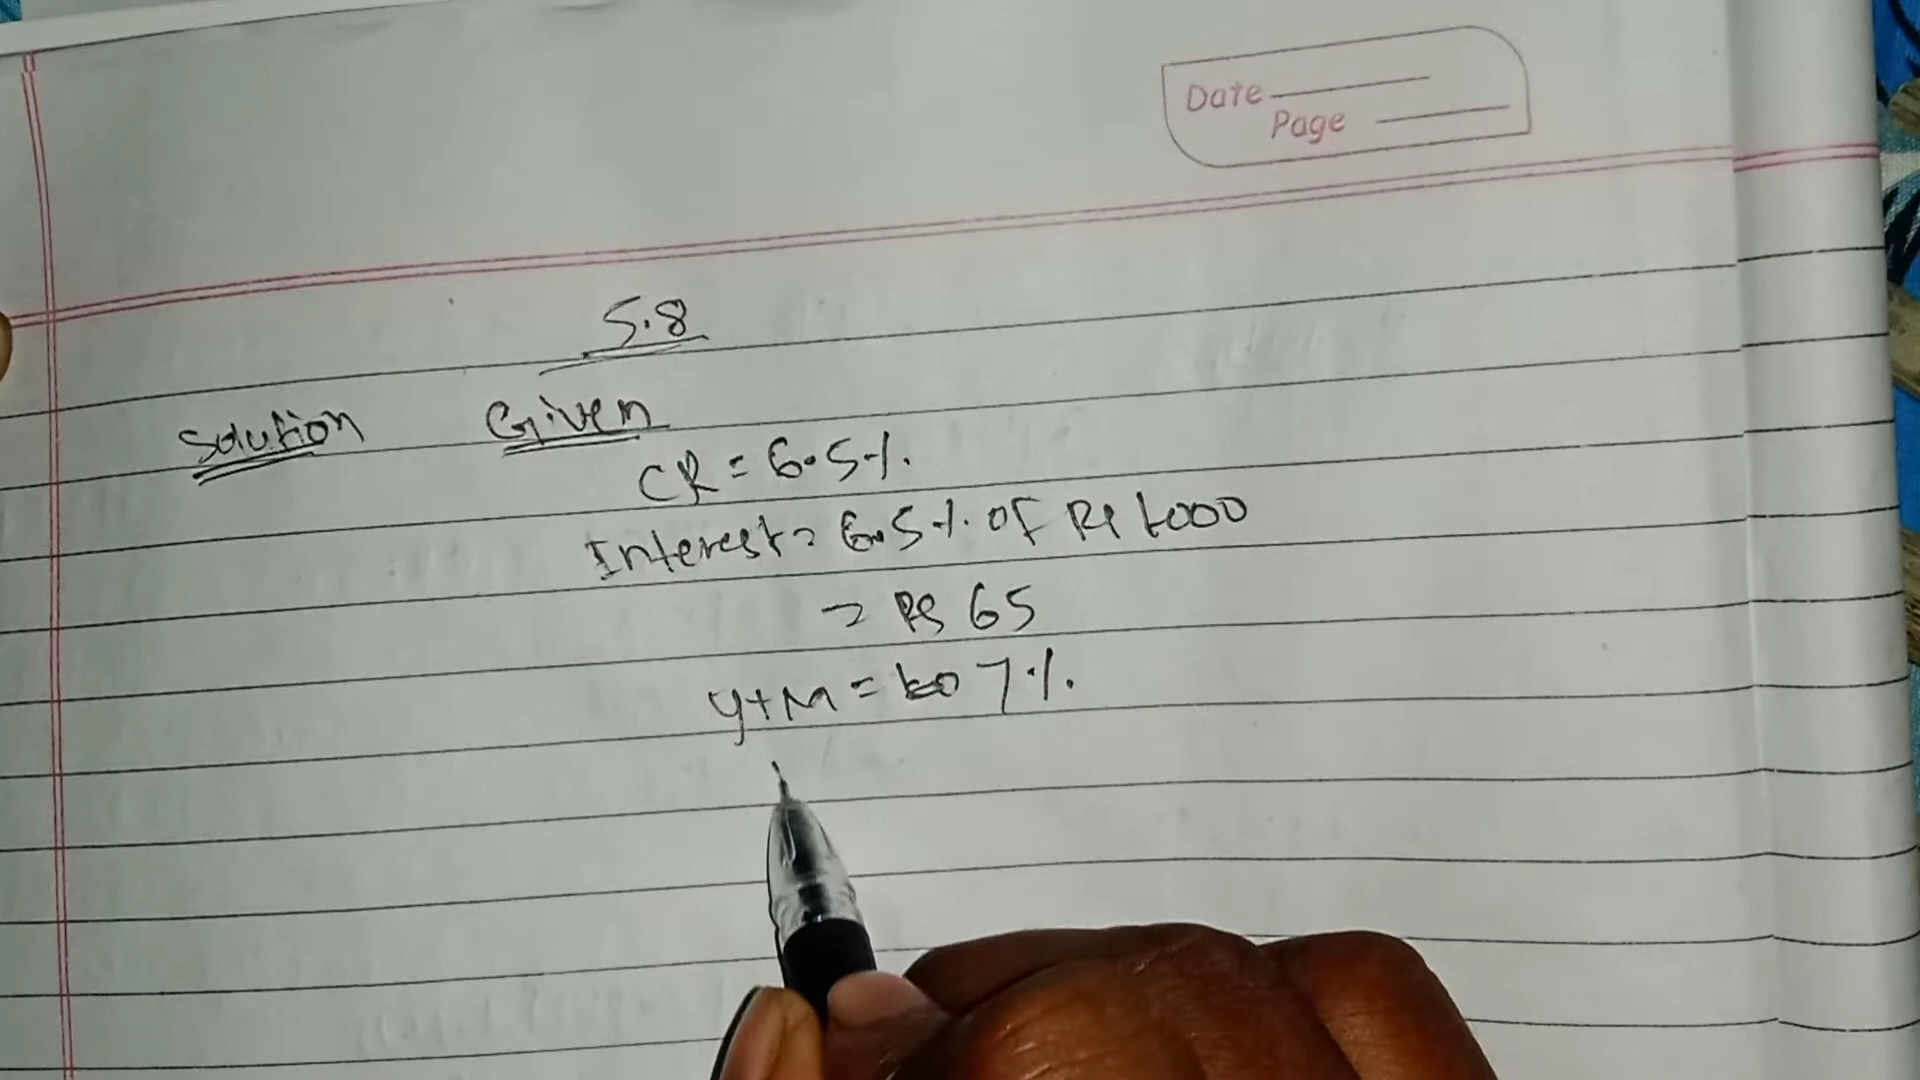 Date
Page
5.8
Solution Given
CR = 6.5%.
Interest = 6.5%. of Rs 1000
= Rs 65
YTM = 7%.